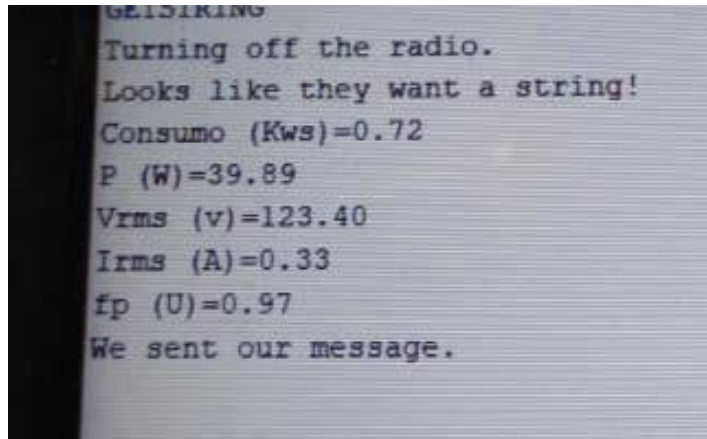 GETSTRING
Turning off the radio.
Looks like they want a string!
Consumo (Kws)=0.72
P (W)=39.89
Vrms (v)=123.40
Irms (A)=0.33
fp (U)=0.97
We sent our message.